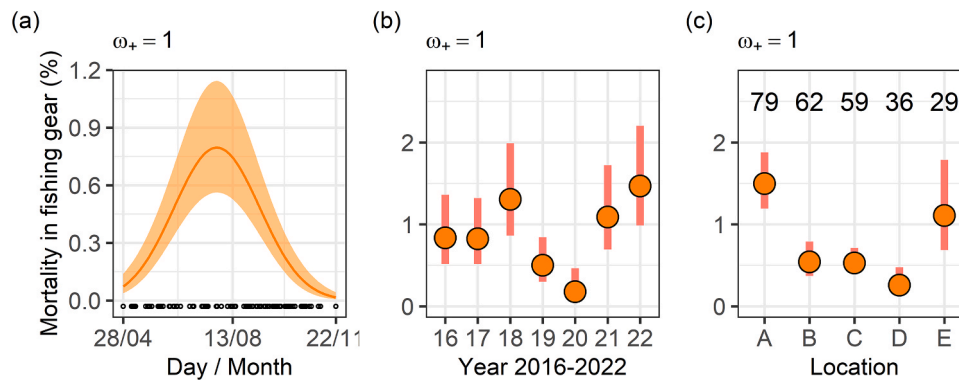 (a) (b) (c)
ω+ = 1 ω+ = 1 ω+ = 1
Mortality in fishing gear (%)
1.2
0.9
0.6
0.3
0.0
28/04 13/08 22/11
Day / Month
2
1
0
16 17 18 19 20 21 22
Year 2016-2022
79 62 59 36 29
2
1
0
A B C D E
Location